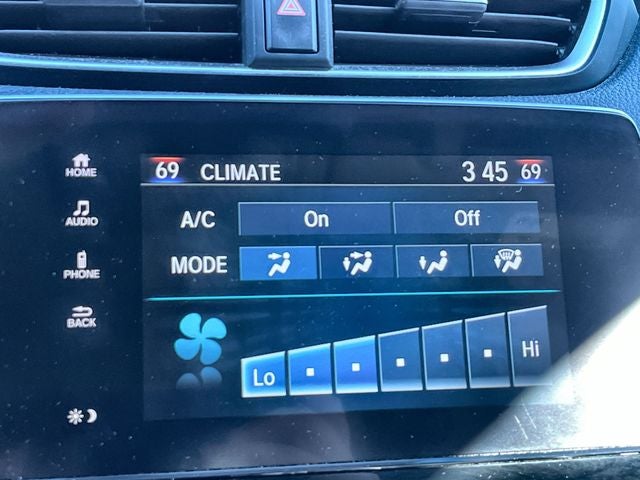 HOME
AUDIO
PHONE
BACK
69 CLIMATE 3 45 69
A/C On Off
MODE
Lo Hi